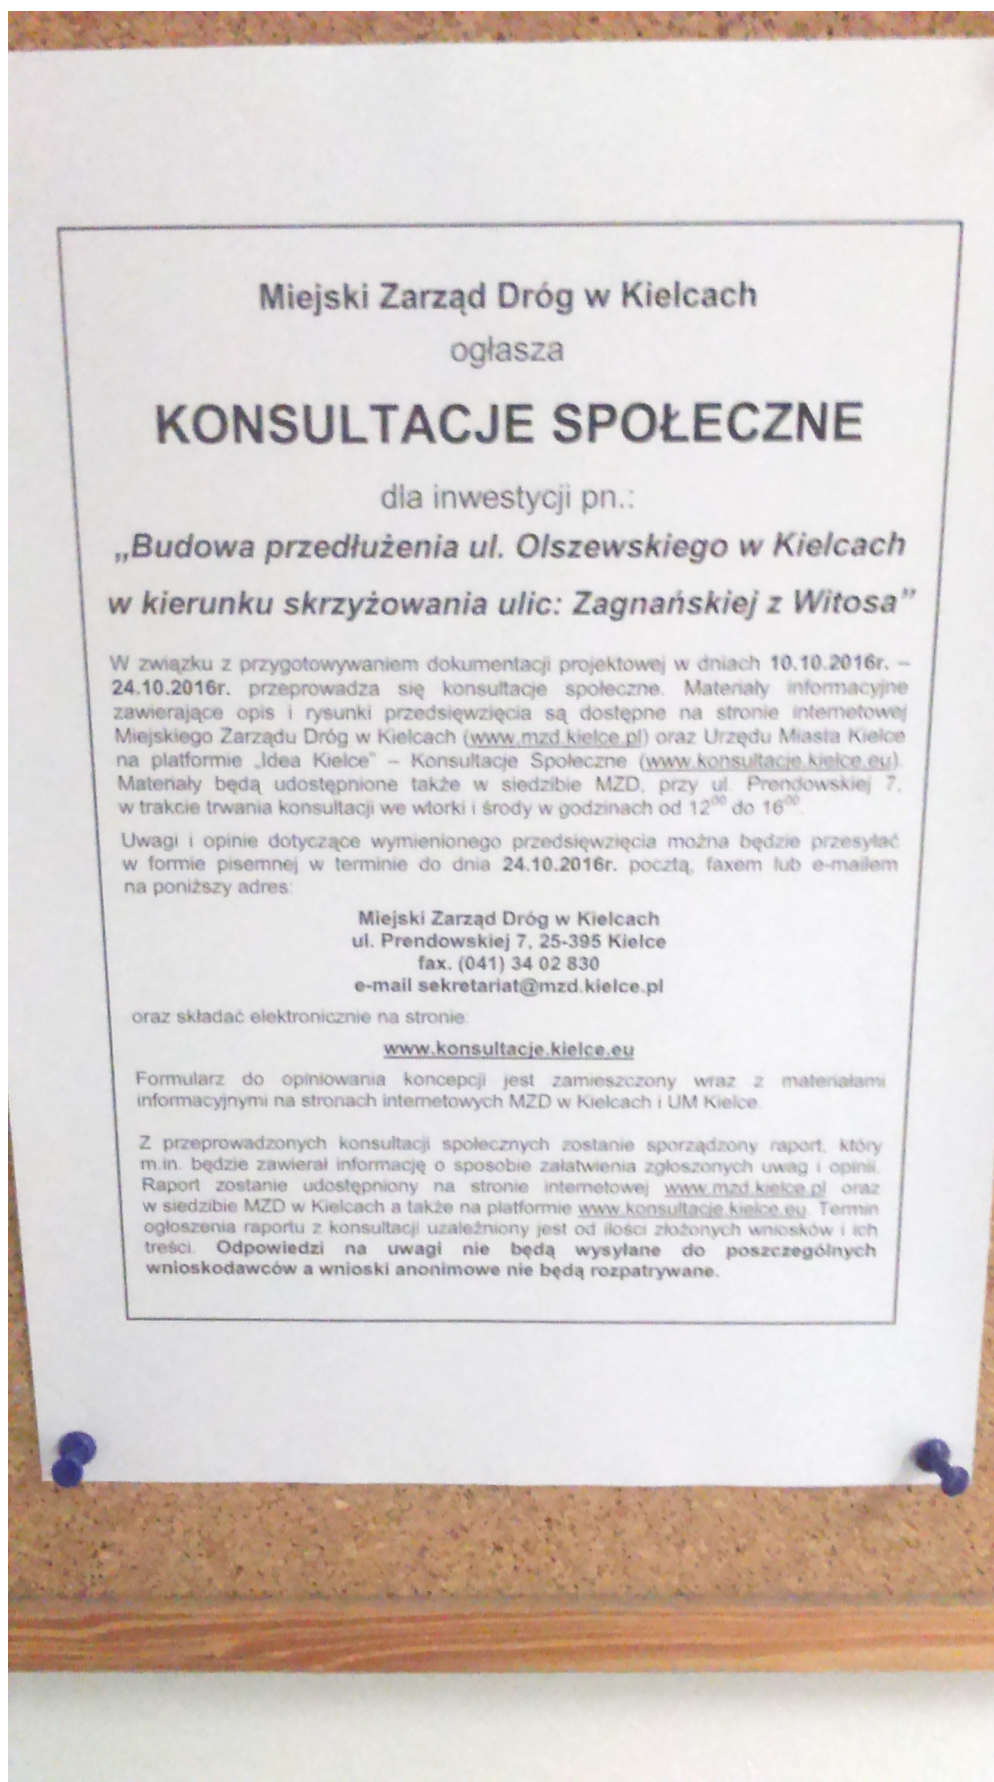 Miejski Zarząd Dróg w Kielcach
ogłasza
KONSULTACJE SPOŁECZNE
dla inwestycji pn.:
„Budowa przedłużenia ul. Olszewskiego w Kielcach
w kierunku skrzyżowania ulic: Zagnańskiej z Witosa”
W związku z przygotowywaniem dokumentacji projektowej w dniach 10.10.2016r. –
24.10.2016r. przeprowadza się konsultacje społeczne. Materiały informacyjne
zawierające opis i rysunki przedsięwzięcia są dostępne na stronie internetowej
Miejskiego Zarządu Dróg w Kielcach (www.mzd.kielce.pl) oraz Urzędu Miasta Kielce
na platformie „Idea Kielce” – Konsultacje Społeczne (www.konsultacje.kielce.eu).
Materiały będą udostępnione także w siedzibie MZD, przy ul. Prendowskiej 7,
w trakcie trwania konsultacji we wtorki i środy w godzinach od 12⁰⁰ do 16⁰⁰.
Uwagi i opinie dotyczące wymienionego przedsięwzięcia można będzie przesyłać
w formie pisemnej w terminie do dnia 24.10.2016r. pocztą, faxem lub e-mailem
na poniższy adres:
Miejski Zarząd Dróg w Kielcach
ul. Prendowskiej 7, 25-395 Kielce
fax. (041) 34 02 830
e-mail sekretariat@mzd.kielce.pl
oraz składać elektronicznie na stronie:
www.konsultacje.kielce.eu
Formularz do opiniowania koncepcji jest zamieszczony wraz z materiałami
informacyjnymi na stronach internetowych MZD w Kielcach i UM Kielce.
Z przeprowadzonych konsultacji społecznych zostanie sporządzony raport, który
m.in. będzie zawierał informację o sposobie załatwienia zgłoszonych uwag i opinii.
Raport zostanie udostępniony na stronie internetowej www.mzd.kielce.pl oraz
w siedzibie MZD w Kielcach a także na platformie www.konsultacje.kielce.eu. Termin
ogłoszenia raportu z konsultacji uzależniony jest od ilości złożonych wniosków i ich
treści. Odpowiedzi na uwagi nie będą wysyłane do poszczególnych
wnioskodawców a wnioski anonimowe nie będą rozpatrywane.